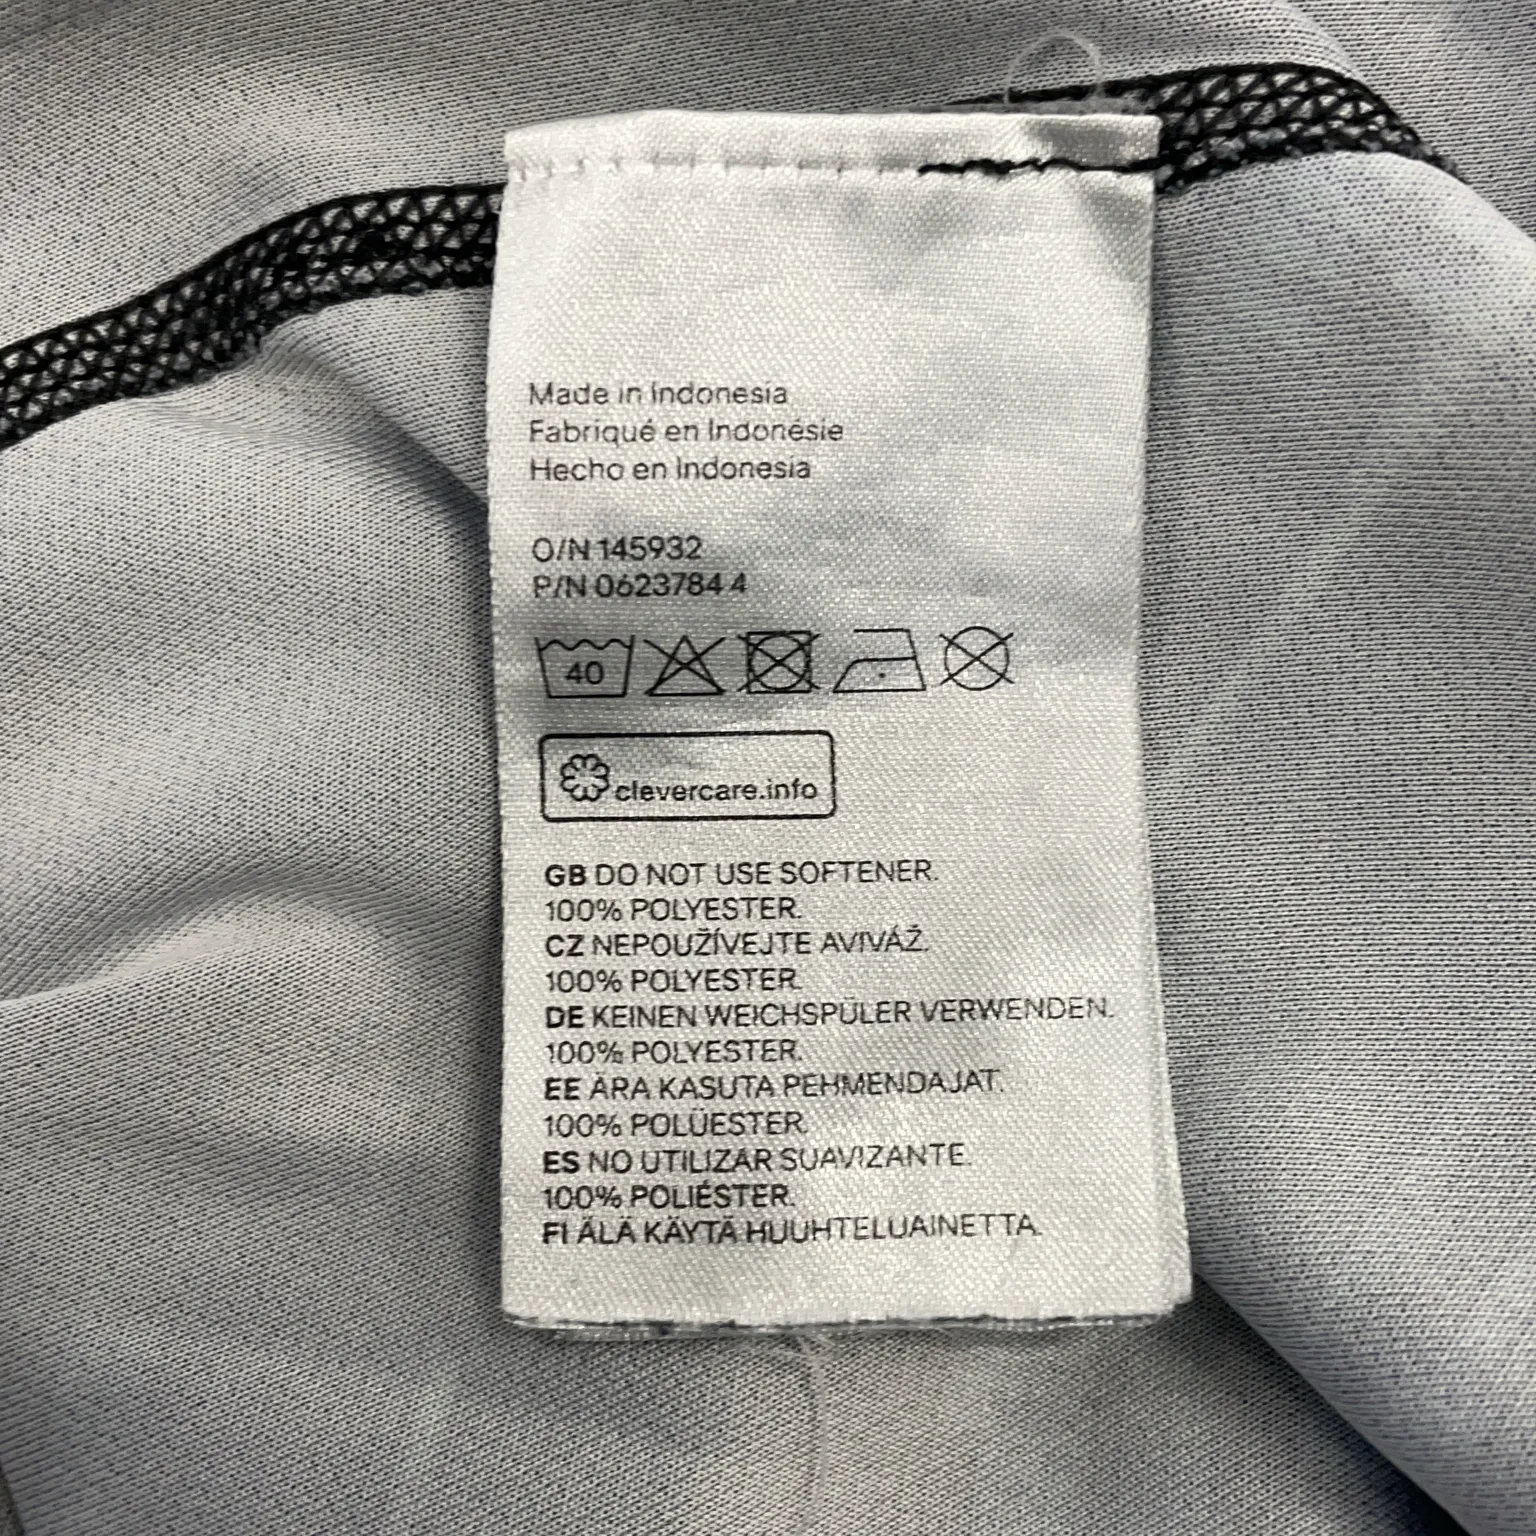 Made in Indonesia
Fabriqué en Indonésie
Hecho en Indonesia
O/N 145932
P/N 0623784 4
40
clevercare.info
GB DO NOT USE SOFTENER.
100% POLYESTER.
CZ NEPOUŽÍVEJTE AVIVÁŽ.
100% POLYESTER.
DE KEINEN WEICHSPÜLER VERWENDEN.
100% POLYESTER.
EE ÄRA KASUTA PEHMENDAJAT.
100% POLÜESTER.
ES NO UTILIZAR SUAVIZANTE.
100% POLIÉSTER.
FI ÄLÄ KÄYTÄ HUUHTELUAINETTA.